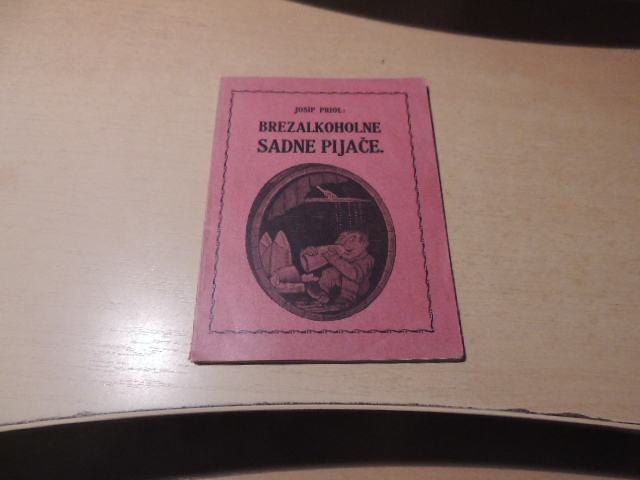 JOSIP PRIOL:
BREZALKOHOLNE
SADNE PIJAČE.